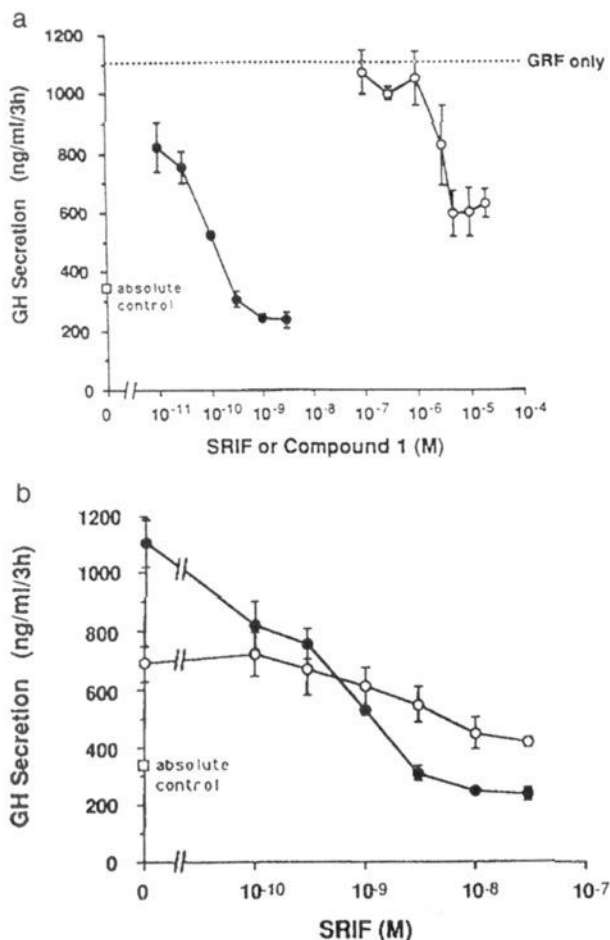 a
1200
GRF only
1000
800
600
400
absolute
control
200
0
0 10⁻¹¹ 10⁻¹⁰ 10⁻⁹ 10⁻⁸ 10⁻⁷ 10⁻⁶ 10⁻⁵ 10⁻⁴
GH Secretion (ng/ml/3h)
SRIF or Compound 1 (M)
b
1200
1000
800
600
400
absolute
control
200
0
0 10⁻¹⁰ 10⁻⁹ 10⁻⁸ 10⁻⁷
GH Secretion (ng/ml/3h)
SRIF (M)